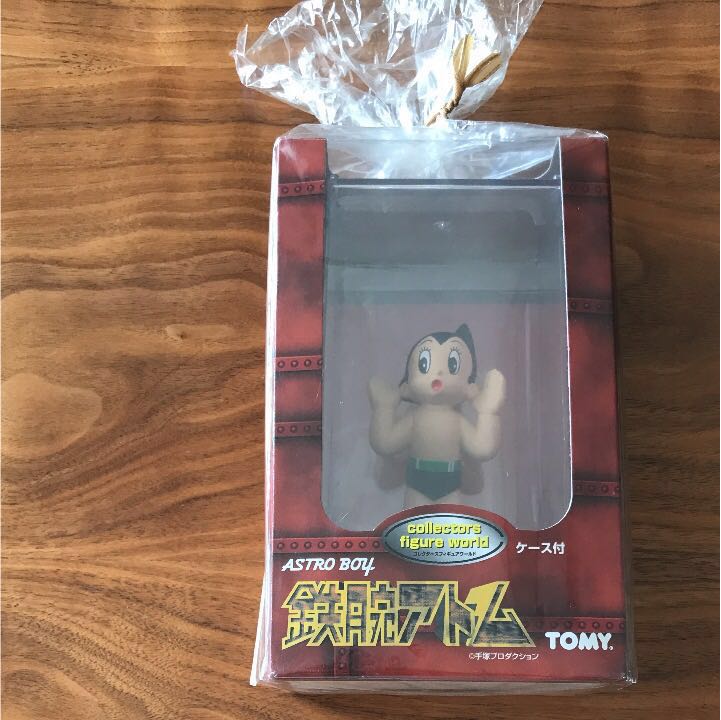 collectors
figure world
コレクターズフィギュアワールド
ケース付
ASTRO BOY
鉄腕アトム
TOMY
©手塚プロダクション